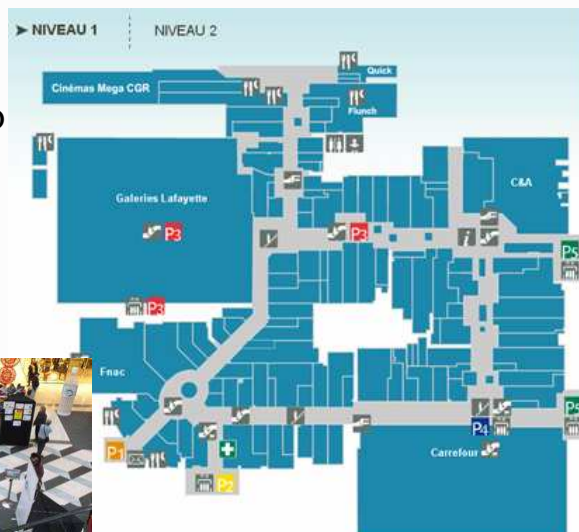 ➤ NIVEAU 1
NIVEAU 2
Quick
Cinémas Mega CGR
Flunch
C&A
Galeries Lafayette
P3
P3
i
P5
P3
Fnac
P5
P4
P1
P2
Carrefour